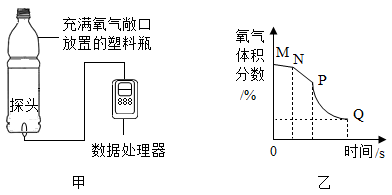 充满氧气敞口
放置的塑料瓶
探头
888
数据处理器
甲
氧气
体积
分数
/%
M
N
P
Q
0
时间/s
乙